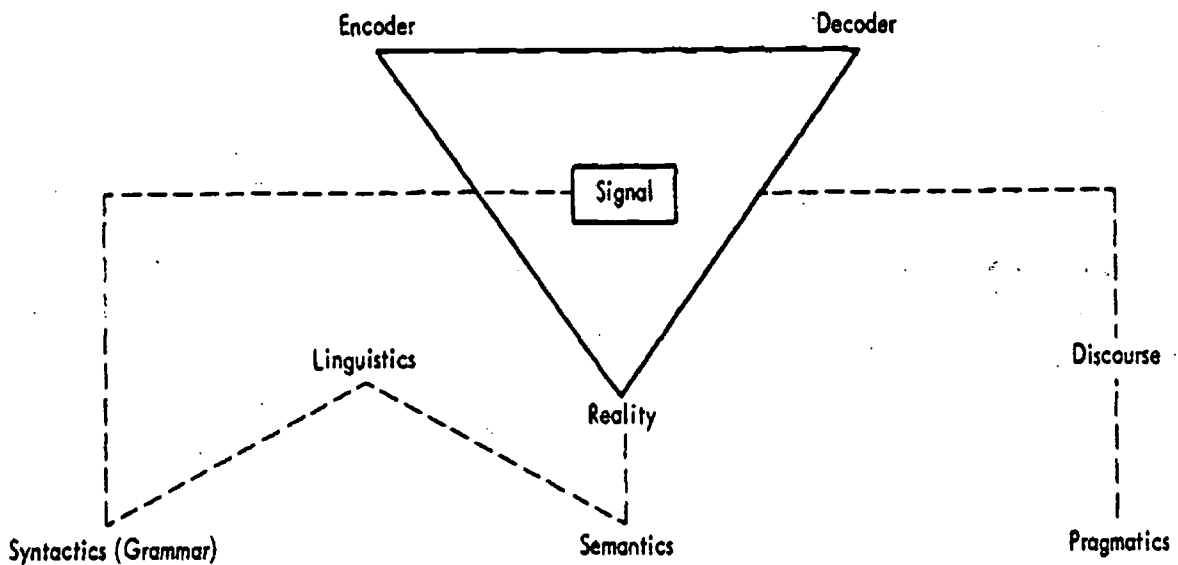 Encoder
Decoder
Signal
Linguistics
Discourse
Reality
Syntactics (Grammar)
Semantics
Pragmatics